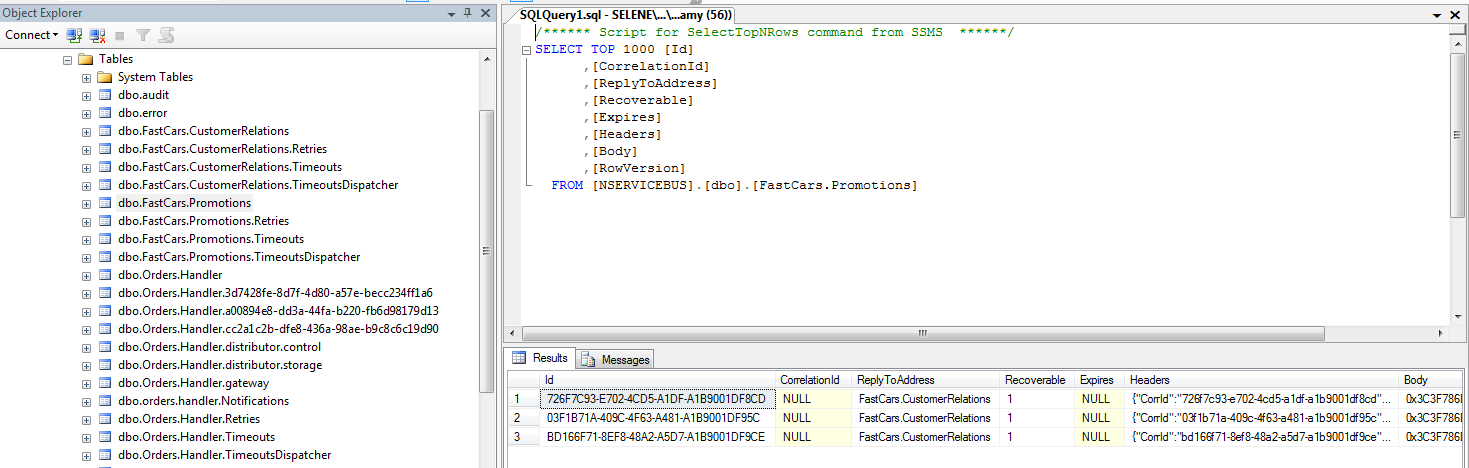 Object Explorer
Connect
Tables
System Tables
dbo.audit
dbo.error
dbo.FastCars.CustomerRelations
dbo.FastCars.CustomerRelations.Retries
dbo.FastCars.CustomerRelations.Timeouts
dbo.FastCars.CustomerRelations.TimeoutsDispatcher
dbo.FastCars.Promotions
dbo.FastCars.Promotions.Retries
dbo.FastCars.Promotions.Timeouts
dbo.FastCars.Promotions.TimeoutsDispatcher
dbo.Orders.Handler
dbo.Orders.Handler.3d7428fe-8d7f-4d80-a57e-becc234ff1a6
dbo.Orders.Handler.a00894e8-dd3a-44fa-b220-fb6d98179d13
dbo.Orders.Handler.cc2a1c2b-dfe8-436a-98ae-b9c8c6c19d90
dbo.Orders.Handler.distributor.control
dbo.Orders.Handler.distributor.storage
dbo.Orders.Handler.gateway
dbo.orders.handler.Notifications
dbo.Orders.Handler.Retries
dbo.Orders.Handler.Timeouts
dbo.Orders.Handler.TimeoutsDispatcher
SQLQuery1.sql - SELENE\...\...amy (56))
/****** Script for SelectTopNRows command from SSMS ******/
SELECT TOP 1000 [Id]
,[CorrelationId]
,[ReplyToAddress]
,[Recoverable]
,[Expires]
,[Headers]
,[Body]
,[RowVersion]
FROM [NSERVICEBUS].[dbo].[FastCars.Promotions]
Results Messages
Id CorrelationId ReplyToAddress Recoverable Expires Headers Body
1 726F7C93-E702-4CD5-A1DF-A1B9001DF8CD NULL FastCars.CustomerRelations 1 NULL {"CorrId":"726f7c93-e702-4cd5-a1df-a1b9001df8cd"... 0x3C3F786
2 03F1B71A-409C-4F63-A481-A1B9001DF95C NULL FastCars.CustomerRelations 1 NULL {"CorrId":"03f1b71a-409c-4f63-a481-a1b9001df95c"... 0x3C3F786
3 BD166F71-8EF8-48A2-A5D7-A1B9001DF9CE NULL FastCars.CustomerRelations 1 NULL {"CorrId":"bd166f71-8ef8-48a2-a5d7-a1b9001df9ce"... 0x3C3F786